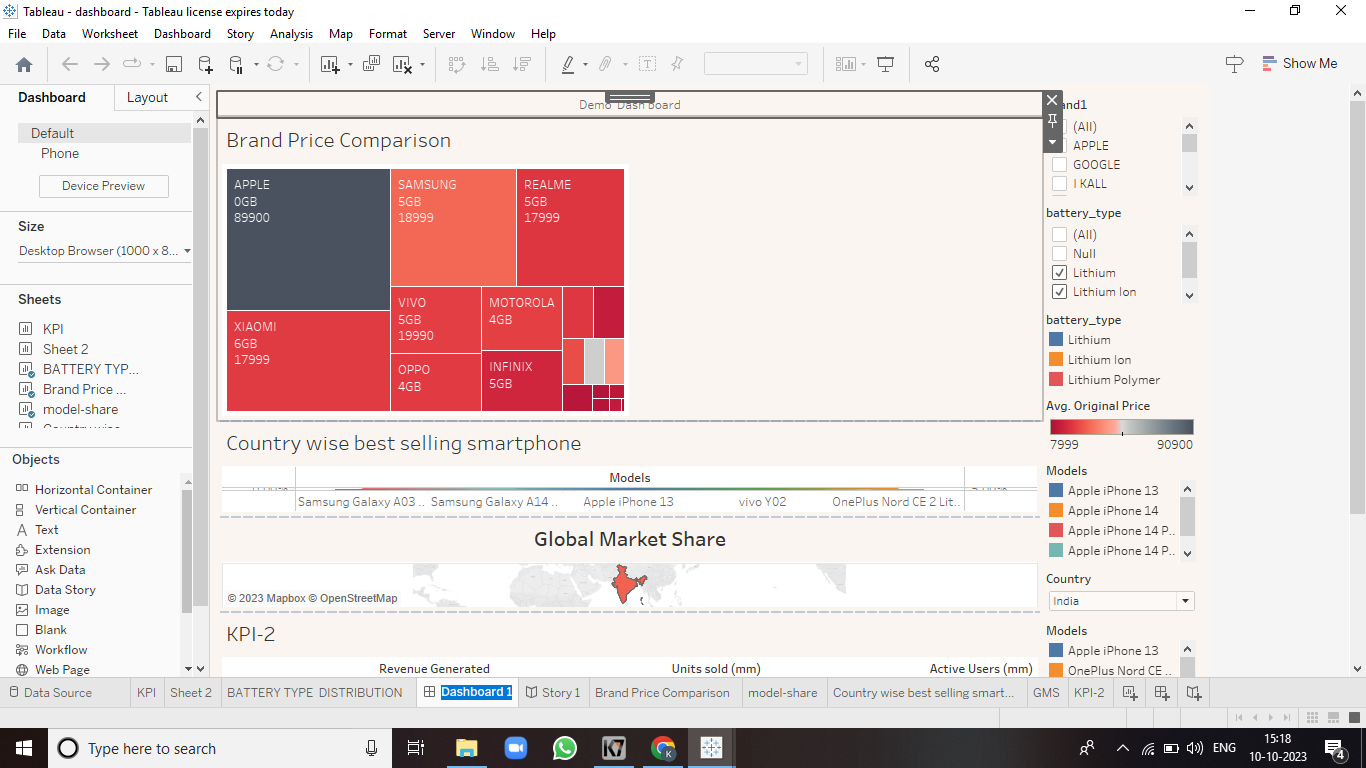 Tableau - dashboard - Tableau license expires today
File Data Worksheet Dashboard Story Analysis Map Format Server Window Help
Show Me
Dashboard Layout
Default
Phone
Device Preview
Size
Desktop Browser (1000 x 8...
Sheets
KPI
Sheet 2
BATTERY TYP...
Brand Price ...
model-share
Objects
Horizontal Container
Vertical Container
Text
Extension
Ask Data
Data Story
Image
Blank
Workflow
Web Page
Demo Dash board
Brand Price Comparison
APPLE
0GB
89900
SAMSUNG
5GB
18999
REALME
5GB
17999
XIAOMI
6GB
17999
VIVO
5GB
19990
MOTOROLA
4GB
OPPO
4GB
INFINIX
5GB
Country wise best selling smartphone
Models
Samsung Galaxy A03 .. Samsung Galaxy A14 .. Apple iPhone 13 vivo Y02 OnePlus Nord CE 2 Lit..
Global Market Share
© 2023 Mapbox © OpenStreetMap
KPI-2
Revenue Generated Units sold (mm) Active Users (mm)
(All)
APPLE
GOOGLE
I KALL
battery_type
(All)
Null
Lithium
Lithium Ion
battery_type
Lithium
Lithium Ion
Lithium Polymer
Avg. Original Price
7999 90900
Models
Apple iPhone 13
Apple iPhone 14
Apple iPhone 14 P..
Apple iPhone 14 P..
Country
India
Models
Apple iPhone 13
OnePlus Nord CE ..
Data Source KPI Sheet 2 BATTERY TYPE DISTRIBUTION Dashboard 1 Story 1 Brand Price Comparison model-share Country wise best selling smart... GMS KPI-2
Type here to search
ENG
15:18
10-10-2023
4